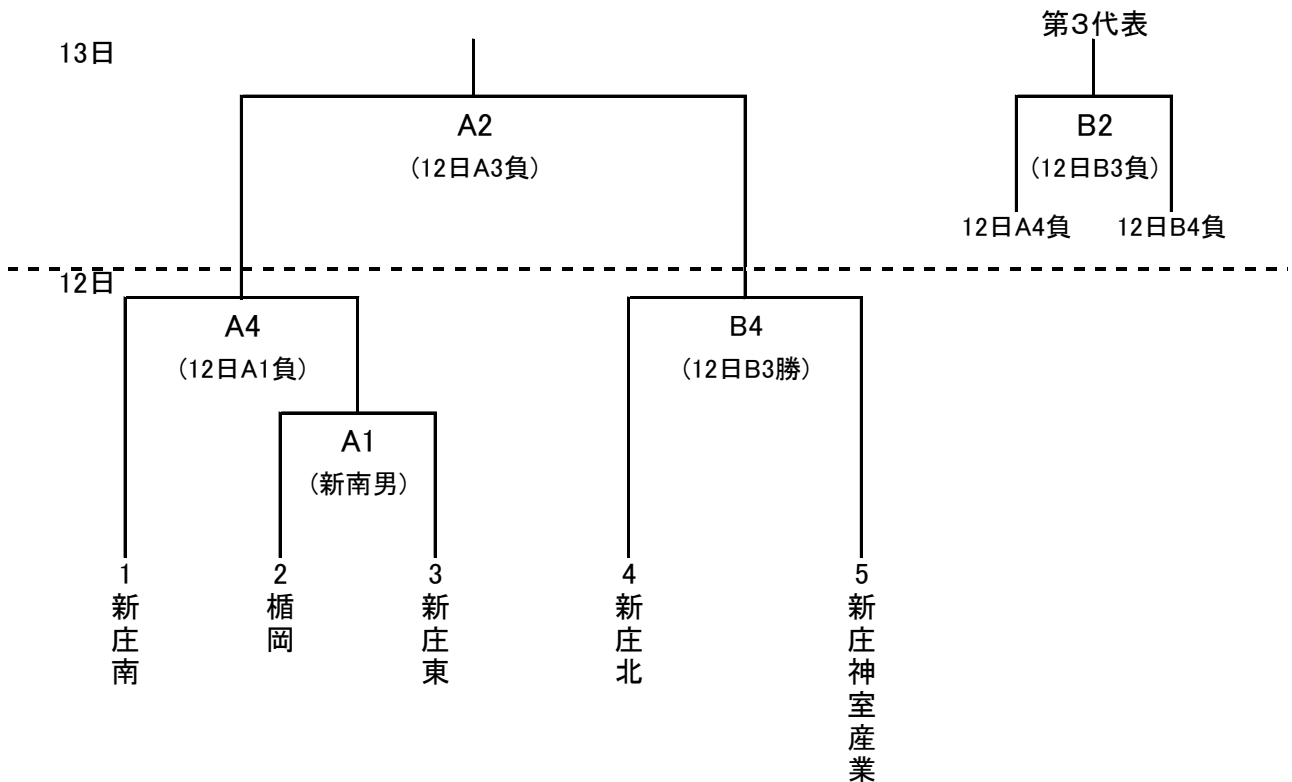 第3代表
13日
A2
(12日A3負)
B2
(12日B3負)
12日A4負
12日B4負
12日
A4
(12日A1負)
B4
(12日B3勝)
A1
(新南男)
1
新庄南
2
楯岡
3
新庄東
4
新庄北
5
新庄神室産業